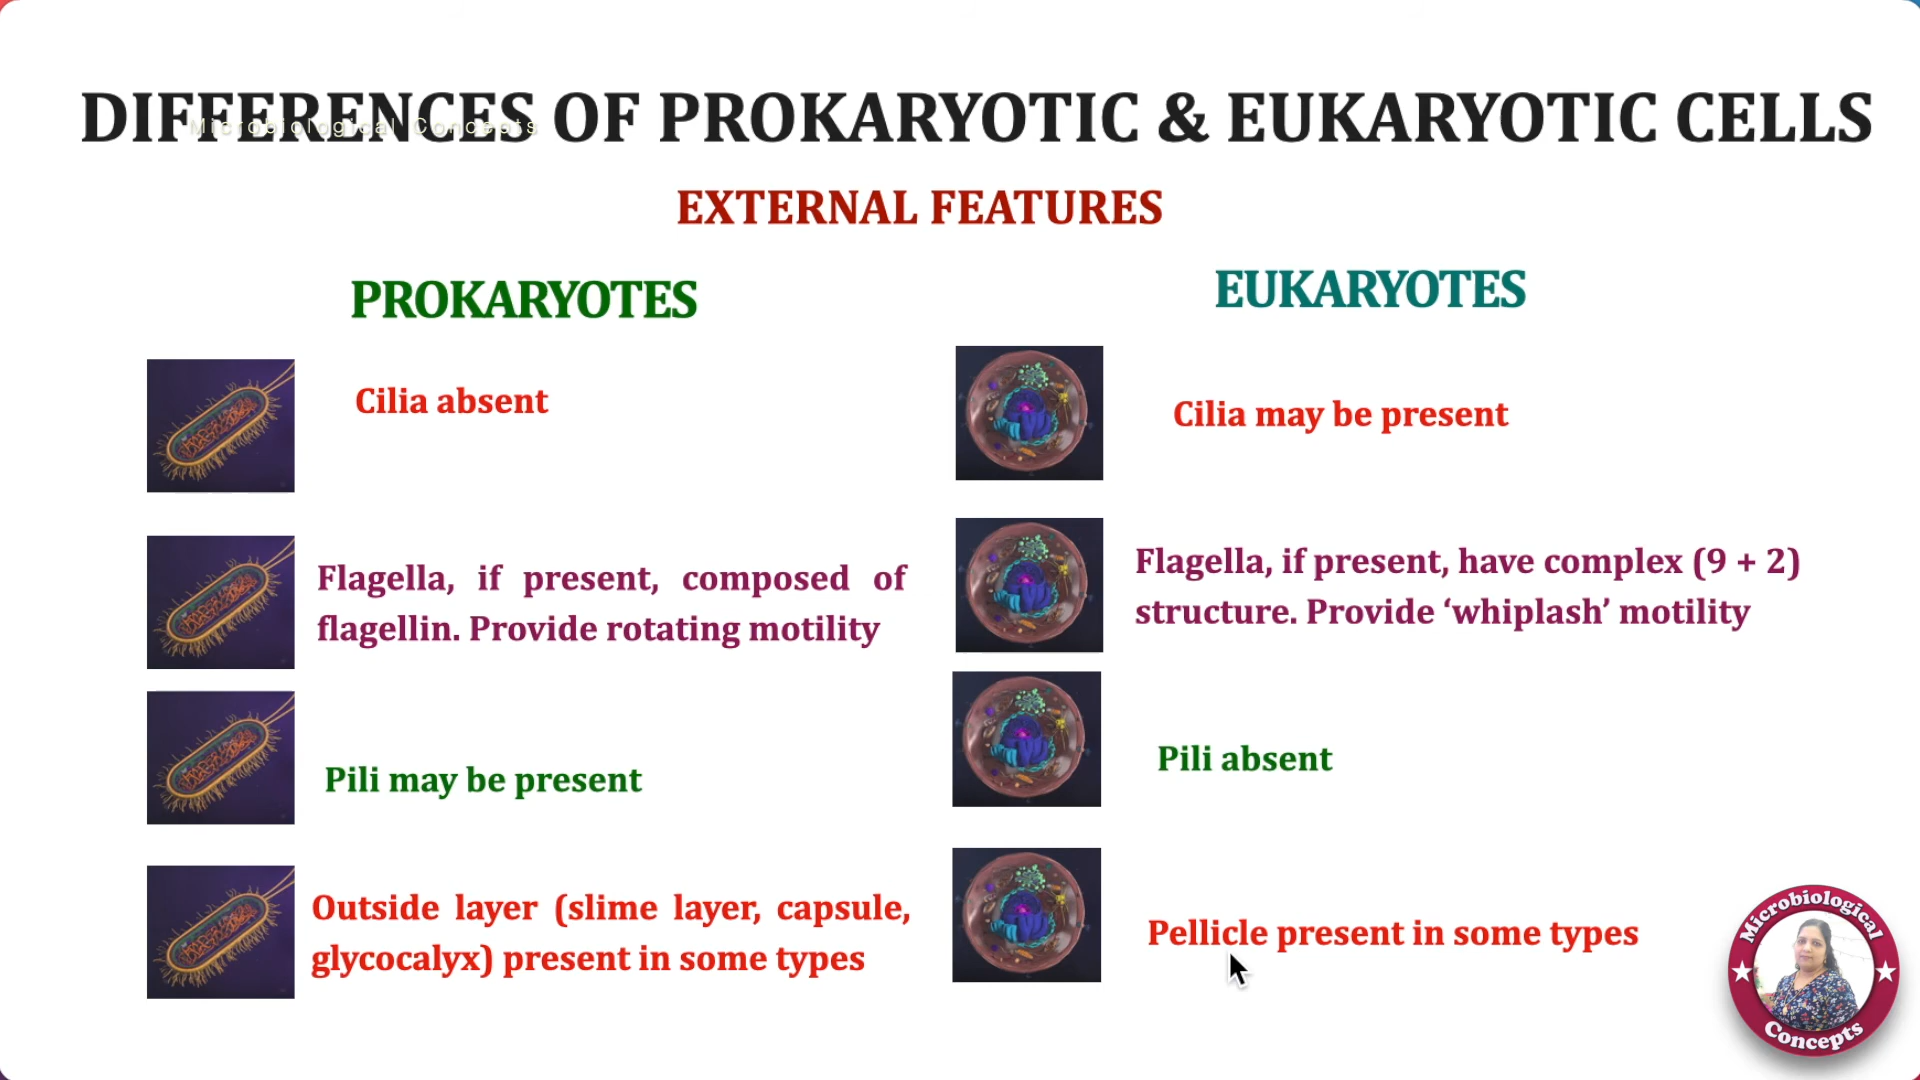 DIFFERENCES OF PROKARYOTIC & EUKARYOTIC CELLS
Microbiological Concepts
EXTERNAL FEATURES
PROKARYOTES
EUKARYOTES
Cilia absent
Cilia may be present
Flagella, if present, composed of
flagellin. Provide rotating motility
Flagella, if present, have complex (9 + 2)
structure. Provide ‘whiplash’ motility
Pili may be present
Pili absent
Outside layer (slime layer, capsule,
glycocalyx) present in some types
Pellicle present in some types
Microbiological
Concepts